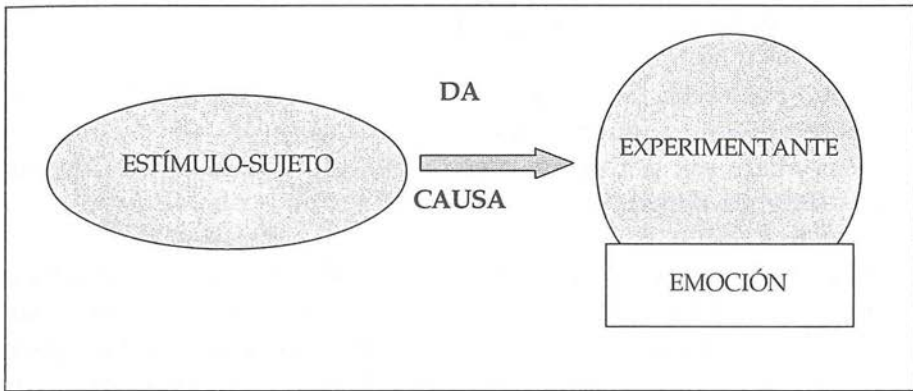 DA
ESTÍMULO-SUJETO
EXPERIMENTANTE
CAUSA
EMOCIÓN